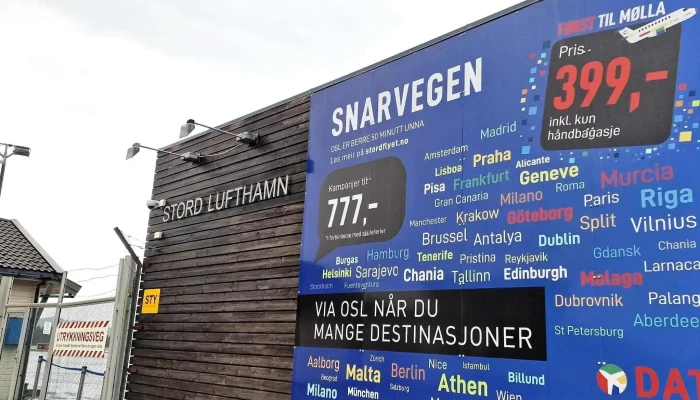 FØRST TIL MØLLA
Pris
399,-
inkl. kun
håndbagasje
SNARVEGEN
OSL ER BERRE 50 MINUTT UNNA
Les meir på stordflyet.no
Kampanjer til
777,-
STORD LUFTHAMN
STY
UTRYKKNINGSVEG
Madrid
Amsterdam
Lisboa Praha Alicante
Pisa Frankfurt Geneve Murcia
Gran Canaria Milano Roma Paris Riga
Manchester Krakow Göteborg Split Vilnius
Brussel Antalya Dublin Gdansk Chania
Burgas Hamburg Tenerife Pristina Reykjavik Larnaca
Helsinki Sarajevo Chania Tallinn Edinburgh Malaga
Stockholm Fuenteventura Dubrovnik Palang
St Petersburg Aberdee
VIA OSL NÅR DU
MANGE DESTINASJONER
Aalborg Zürich Nice Istanbul
Beograd Malta Berlin Athen Billund
Milano Oslo Salzburg Wien
DAT